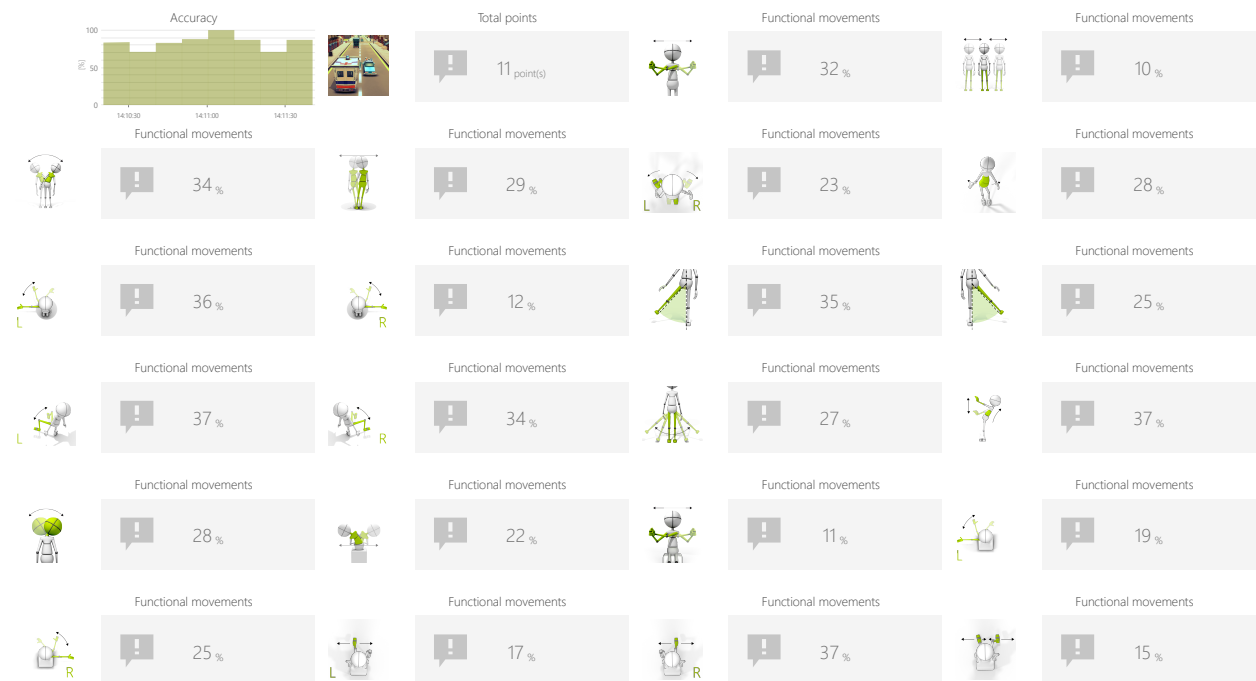 Accuracy
Total points
Functional movements
Functional movements
100
[%]
50
0
14:10:30
14:11:00
14:11:30
11 point(s)
32 %
10 %
Functional movements
Functional movements
Functional movements
Functional movements
34 %
29 %
L
R
23 %
28 %
Functional movements
Functional movements
Functional movements
Functional movements
L
36 %
R
12 %
35 %
25 %
Functional movements
Functional movements
Functional movements
Functional movements
L
37 %
R
34 %
27 %
37 %
Functional movements
Functional movements
Functional movements
Functional movements
28 %
22 %
11 %
L
19 %
Functional movements
Functional movements
Functional movements
Functional movements
R
25 %
L
17 %
R
37 %
15 %